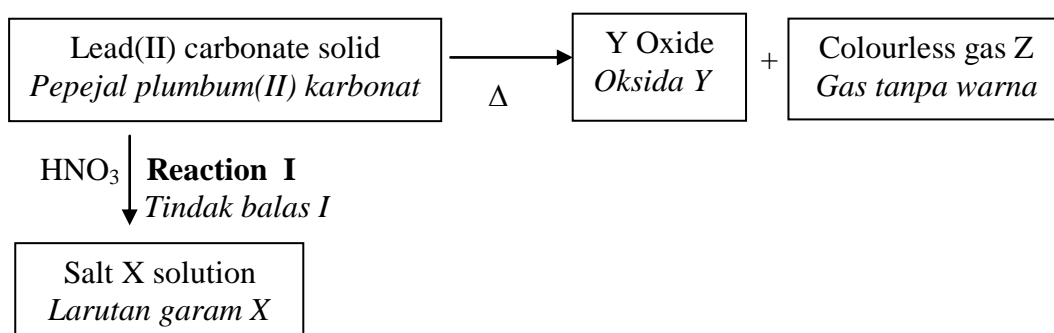 Lead(II) carbonate solid
Pepejal plumbum(II) karbonat
Δ
Y Oxide
Oksida Y
+
Colourless gas Z
Gas tanpa warna
HNO₃
Reaction I
Tindak balas I
Salt X solution
Larutan garam X